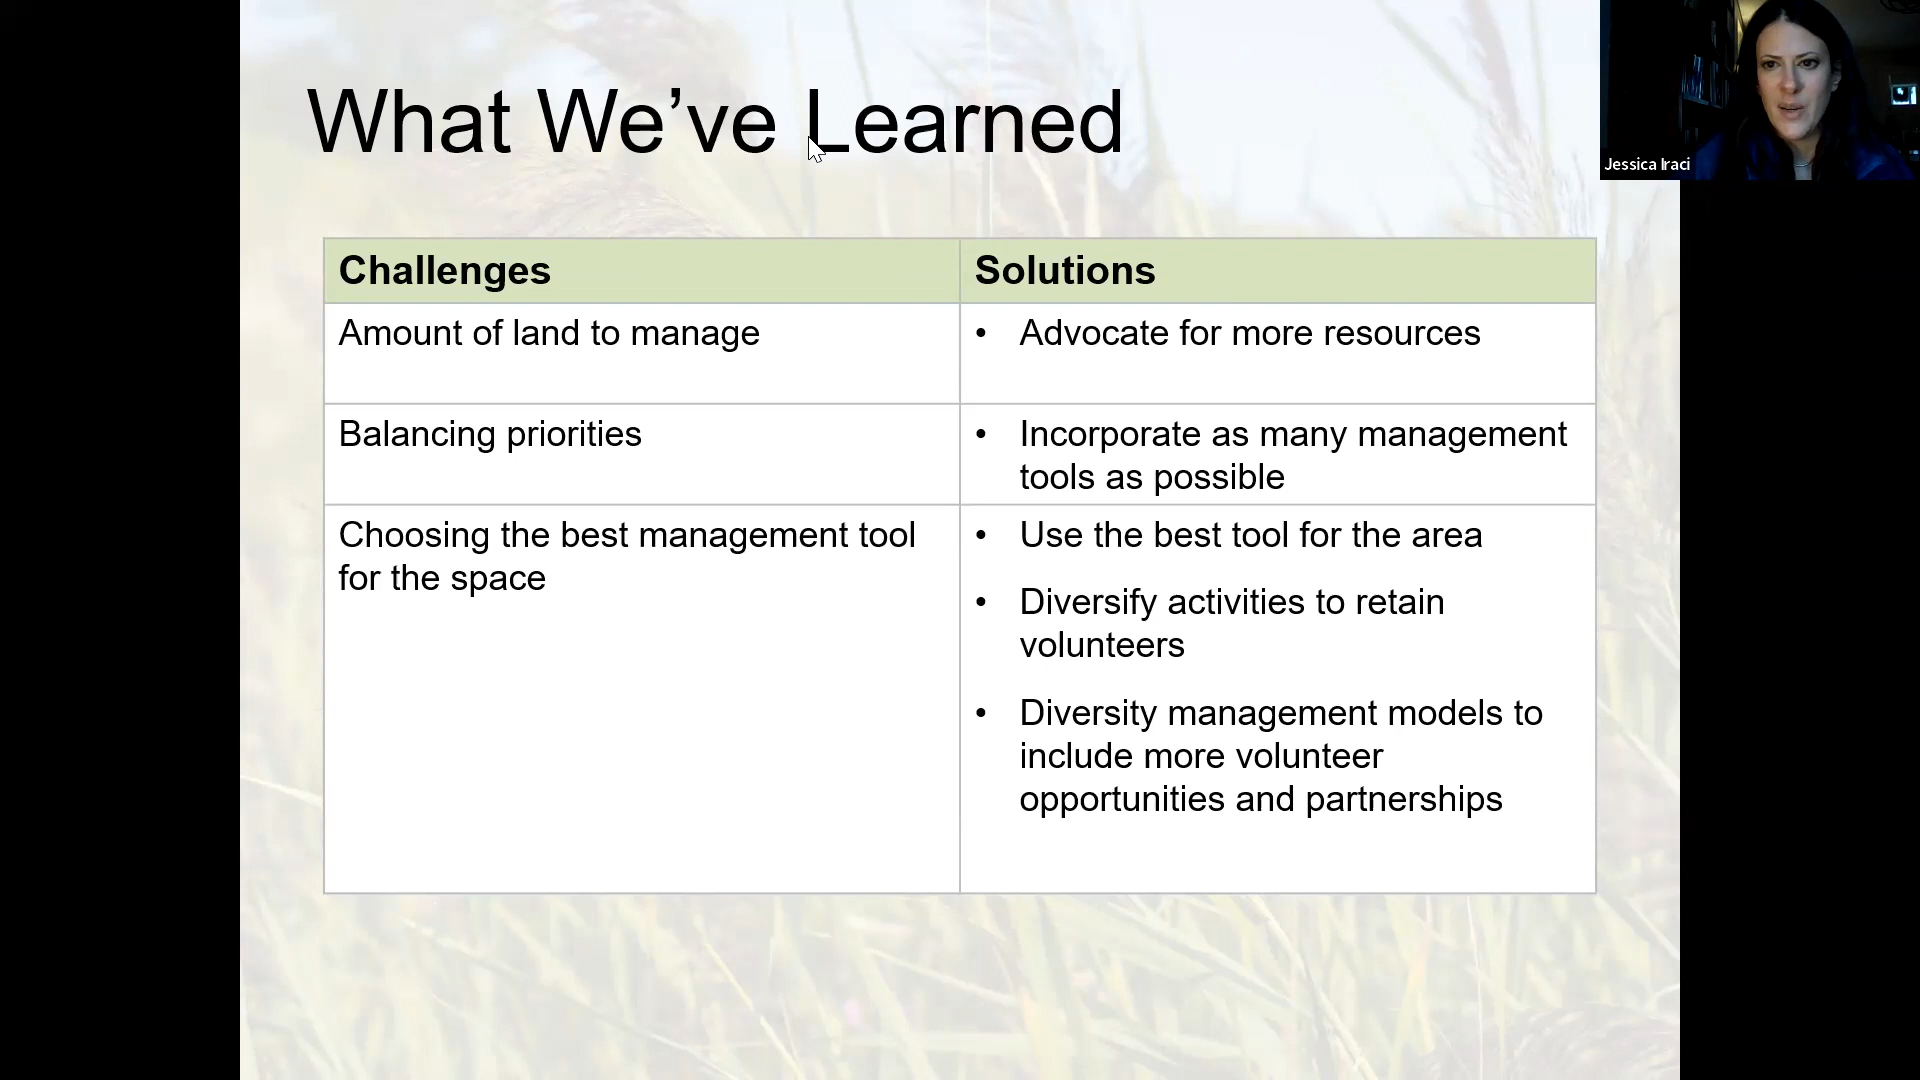 What We’ve Learned
Jessica Iraci
Challenges
Solutions
Amount of land to manage
• Advocate for more resources
Balancing priorities
• Incorporate as many management
tools as possible
Choosing the best management tool
for the space
• Use the best tool for the area
• Diversify activities to retain
volunteers
• Diversity management models to
include more volunteer
opportunities and partnerships